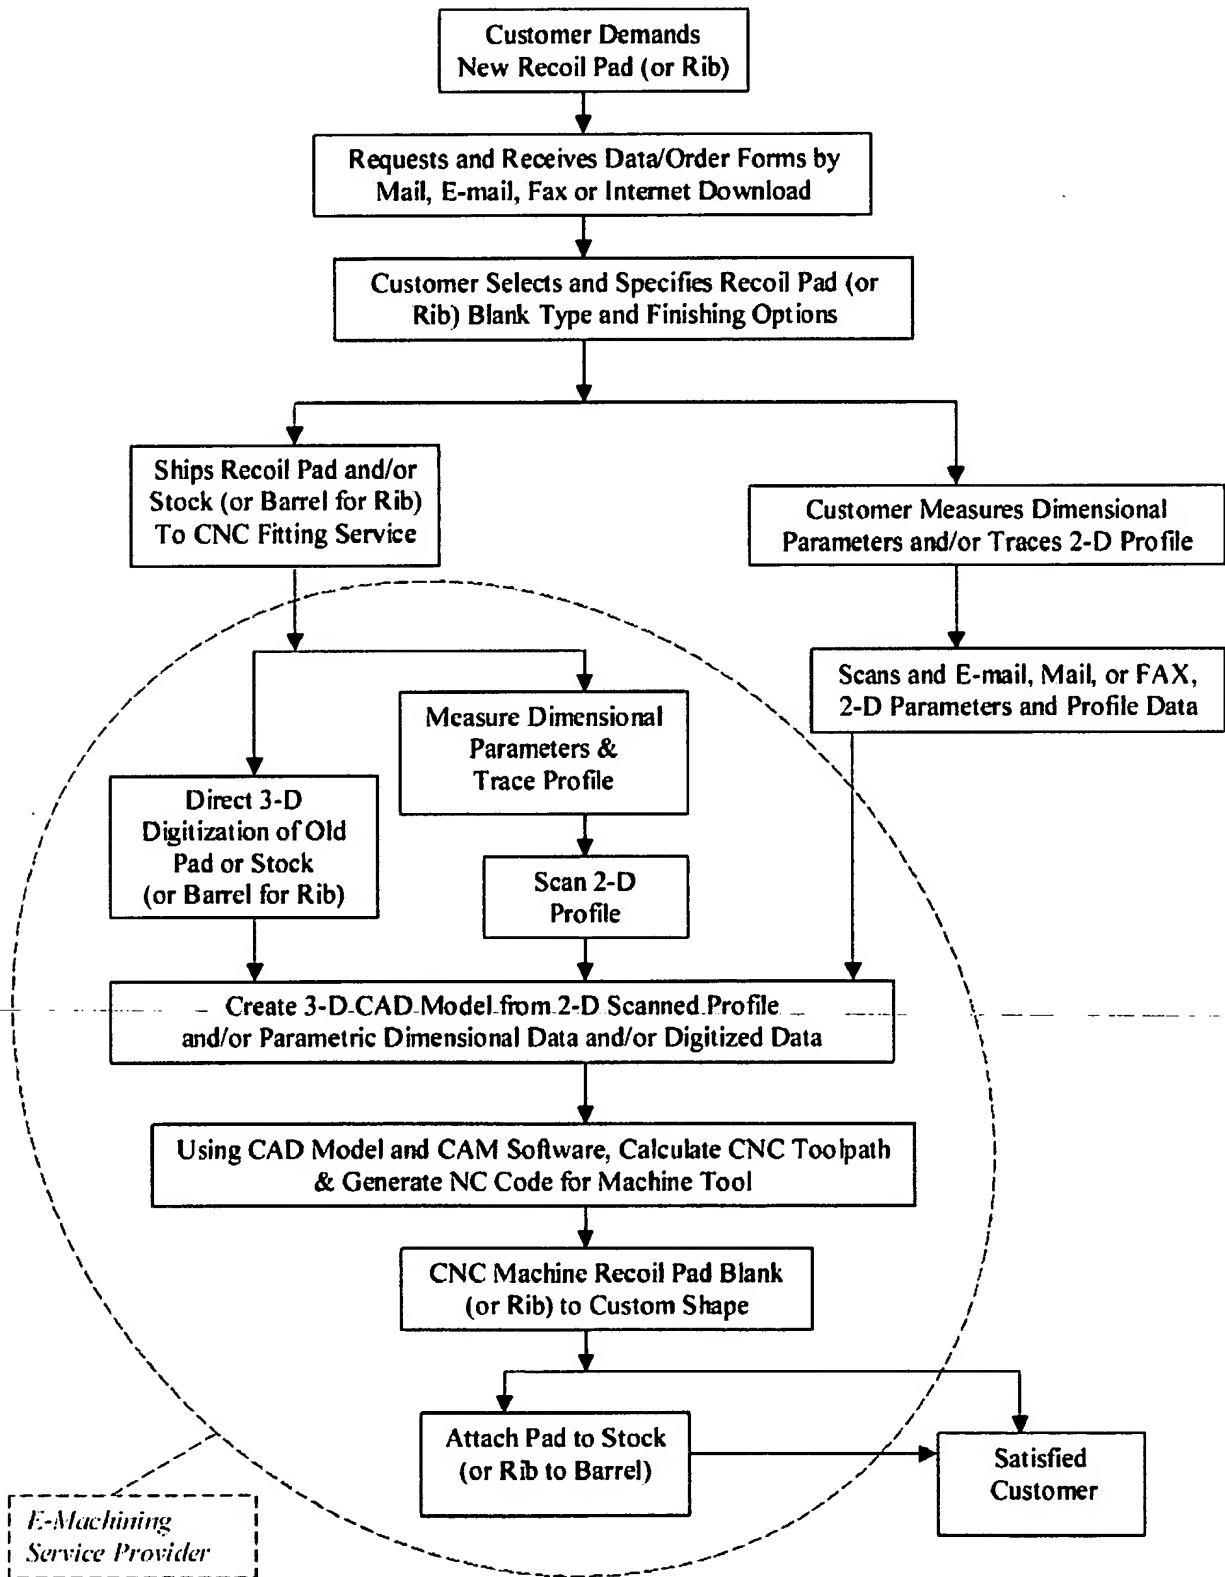 Customer Demands
New Recoil Pad (or Rib)
Requests and Receives Data/Order Forms by
Mail, E-mail, Fax or Internet Download
Customer Selects and Specifies Recoil Pad (or
Rib) Blank Type and Finishing Options
Ships Recoil Pad and/or
Stock (or Barrel for Rib)
To CNC Fitting Service
Customer Measures Dimensional
Parameters and/or Traces 2-D Profile
Scans and E-mail, Mail, or FAX,
2-D Parameters and Profile Data
Measure Dimensional
Parameters &
Trace Profile
Direct 3-D
Digitization of Old
Pad or Stock
(or Barrel for Rib)
Scan 2-D
Profile
Create 3-D CAD Model from 2-D Scanned Profile
and/or Parametric Dimensional Data and/or Digitized Data
Using CAD Model and CAM Software, Calculate CNC Toolpath
& Generate NC Code for Machine Tool
CNC Machine Recoil Pad Blank
(or Rib) to Custom Shape
Attach Pad to Stock
(or Rib to Barrel)
Satisfied
Customer
E-Machining
Service Provider